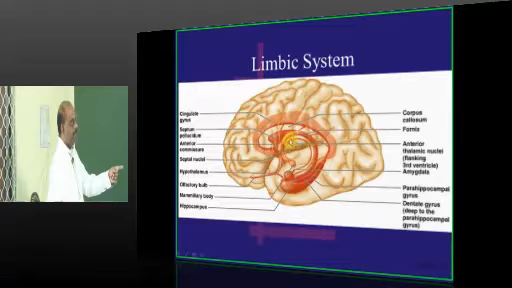 Limbic System
Cingulate
gyrus
Septum
pellucidum
Anterior
commissure
Septal nuclei
Hypothalamus
Olfactory bulb
Mammillary body
Hippocampus
Corpus
callosum
Fornix
Anterior
thalamic nuclei
(flanking
3rd ventricle)
Amygdala
Parahippocampal
gyrus
Dentate gyrus
(deep to the
parahippocampal
gyrus)